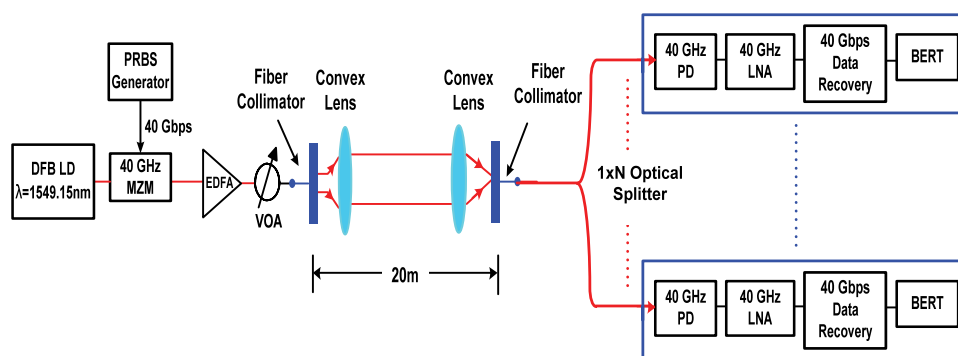 PRBS
Generator
40 Gbps
DFB LD
λ=1549.15nm
40 GHz
MZM
EDFA
VOA
Fiber
Collimator
Convex
Lens
20m
Convex
Lens
Fiber
Collimator
1xN Optical
Splitter
40 GHz
PD
40 GHz
LNA
40 Gbps
Data
Recovery
BERT
40 GHz
PD
40 GHz
LNA
40 Gbps
Data
Recovery
BERT